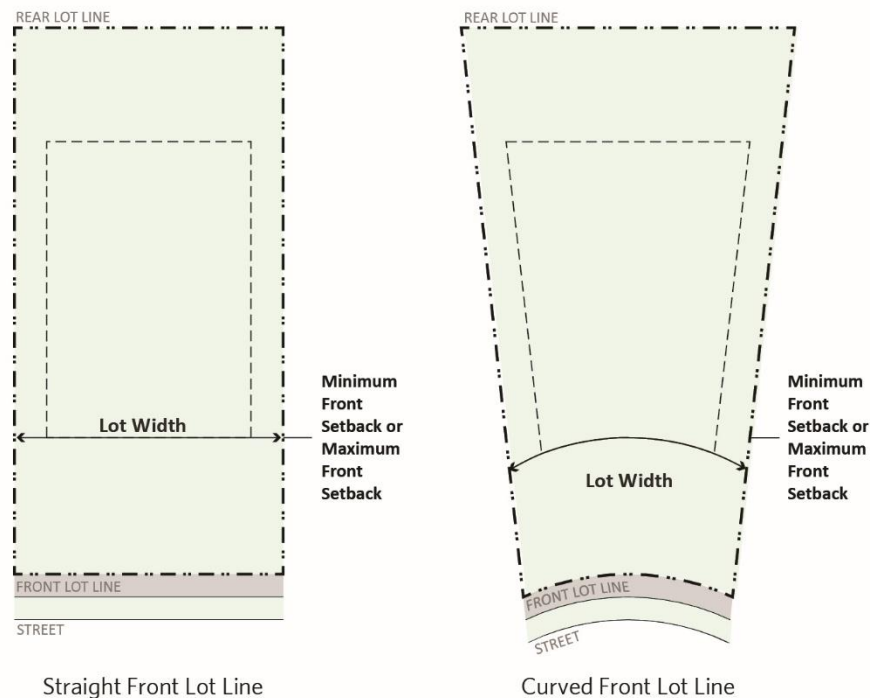 REAR LOT LINE
Lot Width
Minimum
Front
Setback or
Maximum
Front
Setback
FRONT LOT LINE
STREET
Straight Front Lot Line
REAR LOT LINE
Lot Width
Minimum
Front
Setback or
Maximum
Front
Setback
FRONT LOT LINE
STREET
Curved Front Lot Line